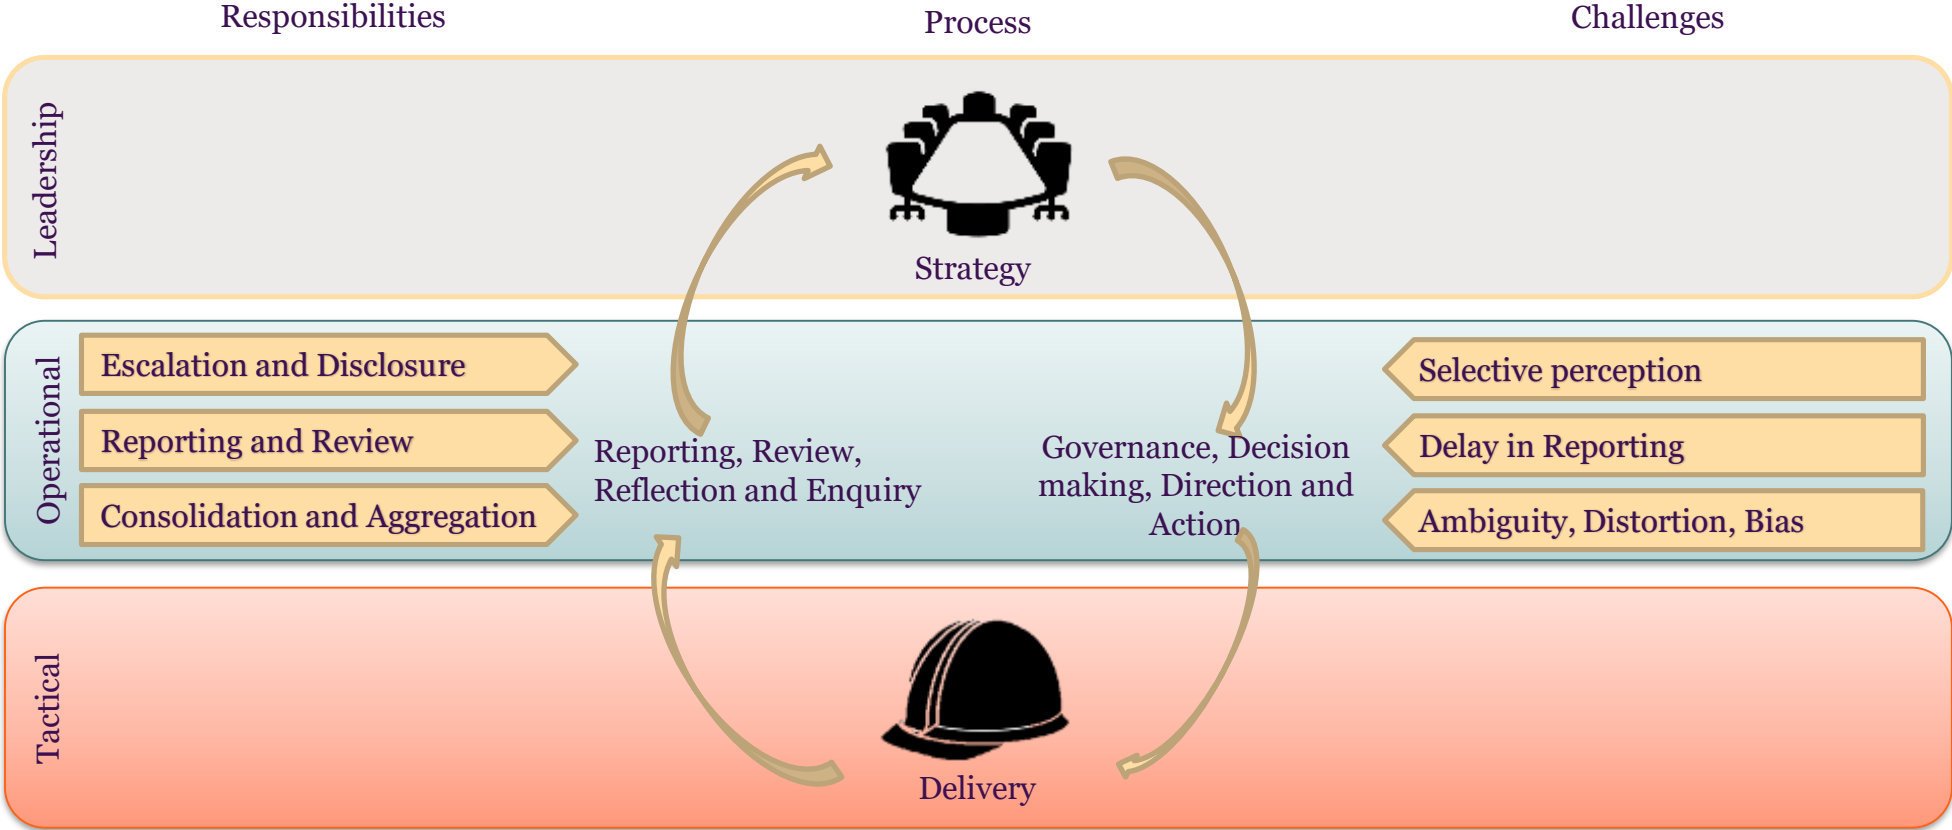 Responsibilities
Process
Challenges
Leadership
Strategy
Operational
Escalation and Disclosure
Reporting and Review
Consolidation and Aggregation
Reporting, Review,
Reflection and Enquiry
Governance, Decision
making, Direction and
Action
Selective perception
Delay in Reporting
Ambiguity, Distortion, Bias
Tactical
Delivery